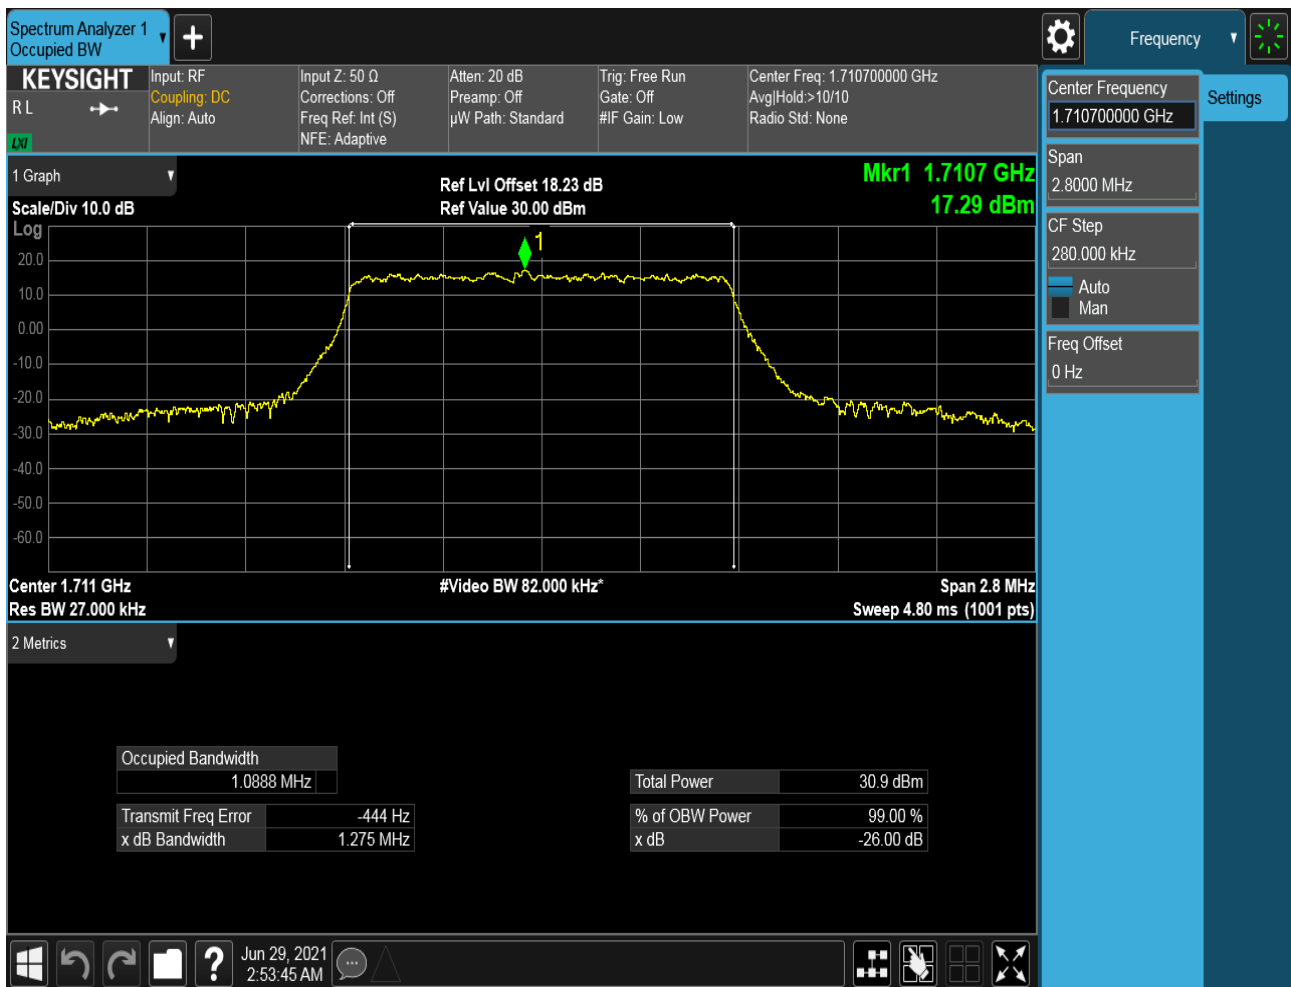 Spectrum Analyzer 1
Occupied BW
Frequency
KEYSIGHT
R L
LXI
Input: RF
Coupling: DC
Align: Auto
Input Z: 50 Ω
Corrections: Off
Freq Ref: Int (S)
NFE: Adaptive
Atten: 20 dB
Preamp: Off
µW Path: Standard
Trig: Free Run
Gate: Off
#IF Gain: Low
Center Freq: 1.710700000 GHz
Avg|Hold:>10/10
Radio Std: None
Center Frequency
1.710700000 GHz
Settings
Span
2.8000 MHz
CF Step
280.000 kHz
Auto
Man
Freq Offset
0 Hz
1 Graph
Ref Lvl Offset 18.23 dB
Mkr1 1.7107 GHz
Scale/Div 10.0 dB
Ref Value 30.00 dBm
17.29 dBm
Log
1
20.0
10.0
0.00
-10.0
-20.0
-30.0
-40.0
-50.0
-60.0
Center 1.711 GHz
#Video BW 82.000 kHz*
Span 2.8 MHz
Res BW 27.000 kHz
Sweep 4.80 ms (1001 pts)
2 Metrics
Occupied Bandwidth
1.0888 MHz
Total Power 30.9 dBm
Transmit Freq Error -444 Hz
% of OBW Power 99.00 %
x dB Bandwidth 1.275 MHz
x dB -26.00 dB
?
Jun 29, 2021
2:53:45 AM